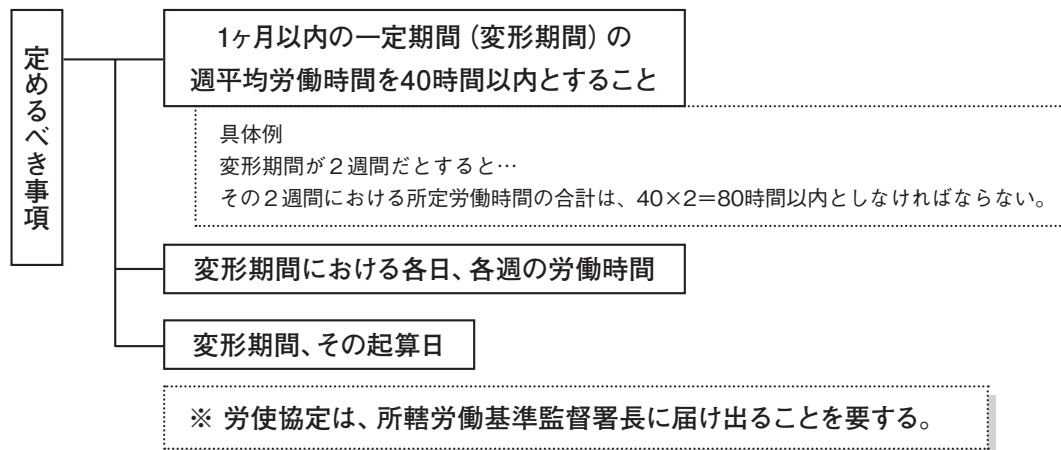 定めるべき事項
1ヶ月以内の一定期間（変形期間）の
週平均労働時間を40時間以内とすること
具体例
変形期間が２週間だとすると…
その２週間における所定労働時間の合計は、40×2＝80時間以内としなければならない。
変形期間における各日、各週の労働時間
変形期間、その起算日
※ 労使協定は、所轄労働基準監督署長に届け出ることを要する。